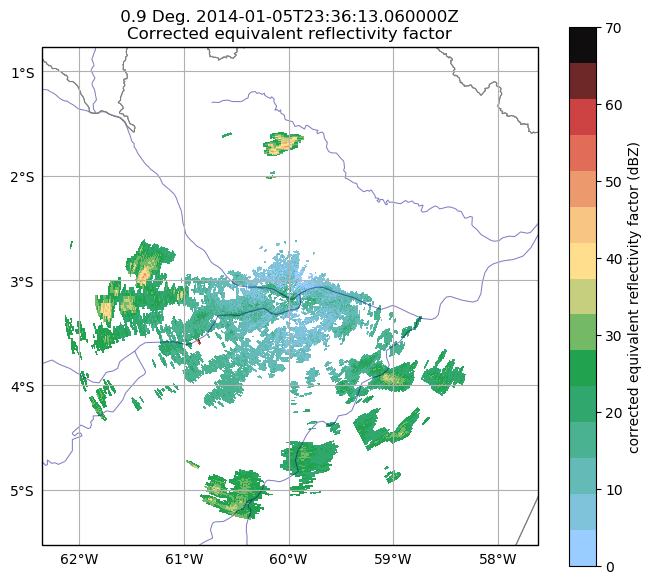 0.9 Deg. 2014-01-05T23:36:13.060000Z
Corrected equivalent reflectivity factor
1°S
2°S
3°S
4°S
5°S
62°W 61°W 60°W 59°W 58°W
70
60
50
40
30
20
10
0
corrected equivalent reflectivity factor (dBZ)